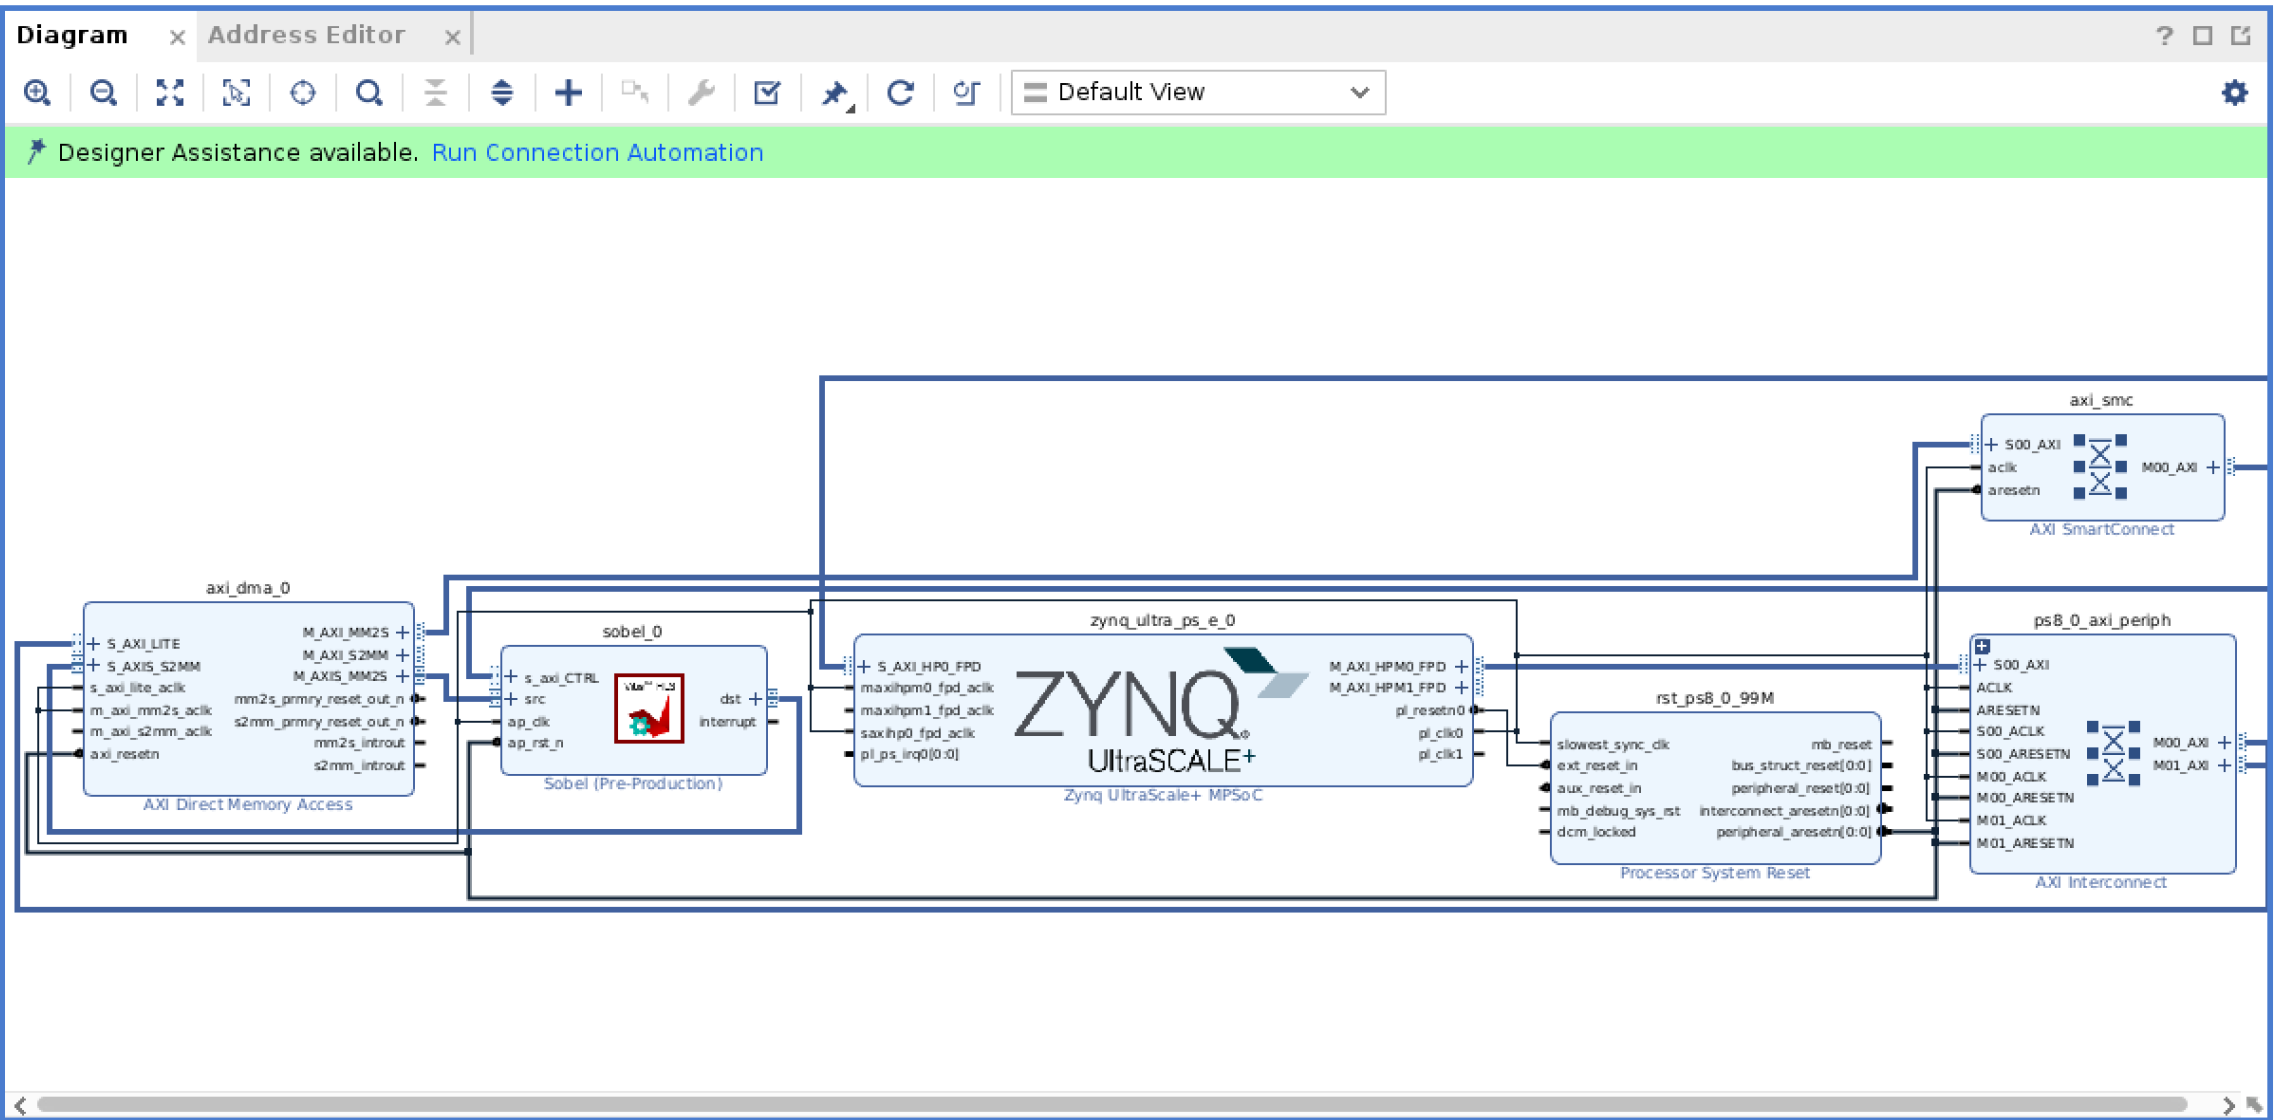 Diagram
Address Editor
Default View
Designer Assistance available. Run Connection Automation
axi_smc
S00_AXI
aclk
aresetn
M00_AXI
AXI SmartConnect
axi_dma_0
S_AXI_LITE
S_AXIS_S2MM
s_axi_lite_aclk
m_axi_mm2s_aclk
m_axi_s2mm_aclk
axi_resetn
M_AXI_MM2S
M_AXI_S2MM
M_AXIS_MM2S
mm2s_prmry_reset_out_n
s2mm_prmry_reset_out_n
mm2s_introut
s2mm_introut
AXI Direct Memory Access
sobel_0
s_axi_CTRL
src
ap_clk
ap_rst_n
dst
interrupt
Sobel (Pre-Production)
zynq_ultra_ps_e_0
S_AXI_HP0_FPD
maxihpm0_fpd_aclk
maxihpm1_fpd_aclk
saxihp0_fpd_aclk
pl_ps_irq0[0:0]
ZYNQ
UltraSCALE+
M_AXI_HPM0_FPD
M_AXI_HPM1_FPD
pl_resetn0
pl_clk0
pl_clk1
Zynq UltraScale+ MPSoC
rst_ps8_0_99M
slowest_sync_clk
ext_reset_in
aux_reset_in
mb_debug_sys_rst
dcm_locked
mb_reset
bus_struct_reset[0:0]
peripheral_reset[0:0]
interconnect_aresetn[0:0]
peripheral_aresetn[0:0]
Processor System Reset
ps8_0_axi_periph
S00_AXI
ACLK
ARESETN
S00_ACLK
S00_ARESETN
M00_ACLK
M00_ARESETN
M01_ACLK
M01_ARESETN
M00_AXI
M01_AXI
AXI Interconnect